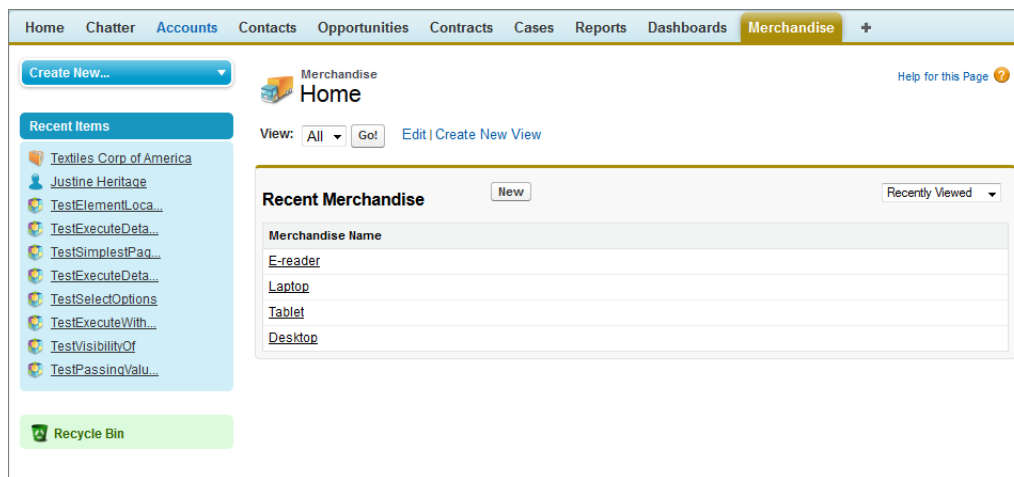 Home Chatter Accounts Contacts Opportunities Contracts Cases Reports Dashboards Merchandise +
Create New...
Recent Items
Textiles Corp of America
Justine Heritage
TestElementLoca...
TestExecuteDeta...
TestSimplestPag...
TestExecuteDeta...
TestSelectOptions
TestExecuteWith...
TestVisibilityOf
TestPassingValu...
Recycle Bin
Merchandise
Home
Help for this Page ?
View: All Go! Edit | Create New View
Recent Merchandise New Recently Viewed
Merchandise Name
E-reader
Laptop
Tablet
Desktop